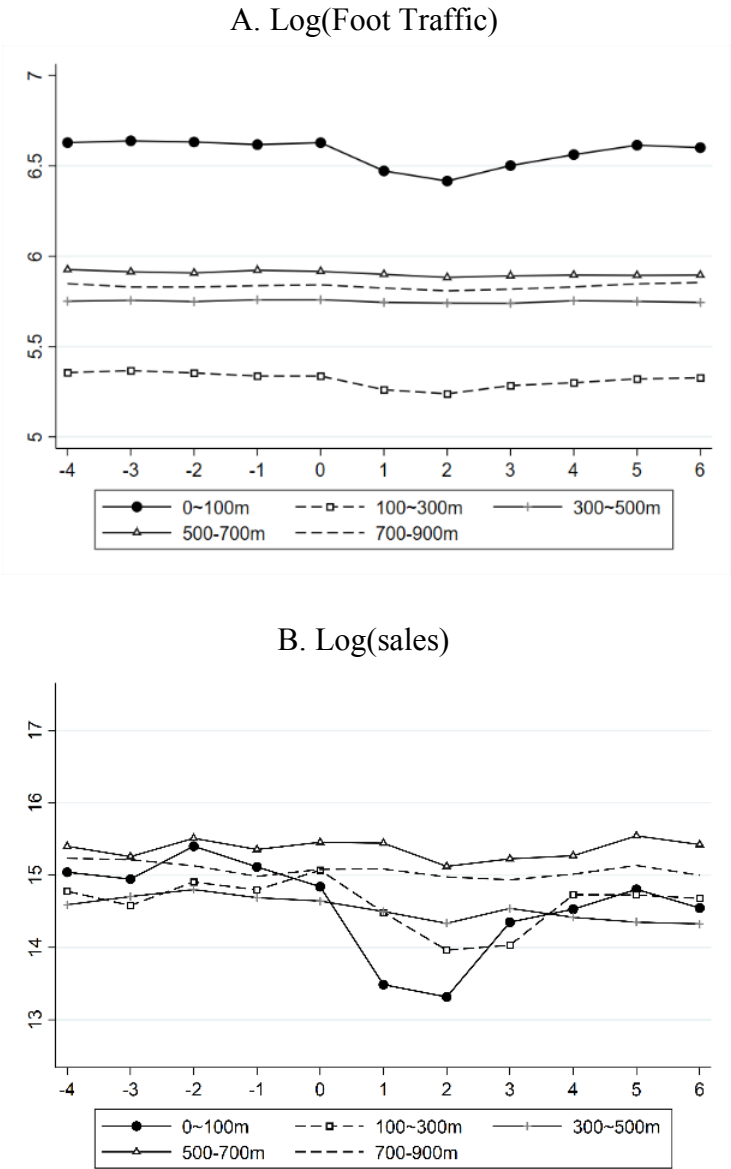 A. Log(Foot Traffic)
7
6.5
6
5.5
5
-4 -3 -2 -1 0 1 2 3 4 5 6
0~100m 100~300m 300~500m
500-700m 700-900m
B. Log(sales)
17
16
15
14
13
-4 -3 -2 -1 0 1 2 3 4 5 6
0~100m 100~300m 300~500m
500-700m 700-900m